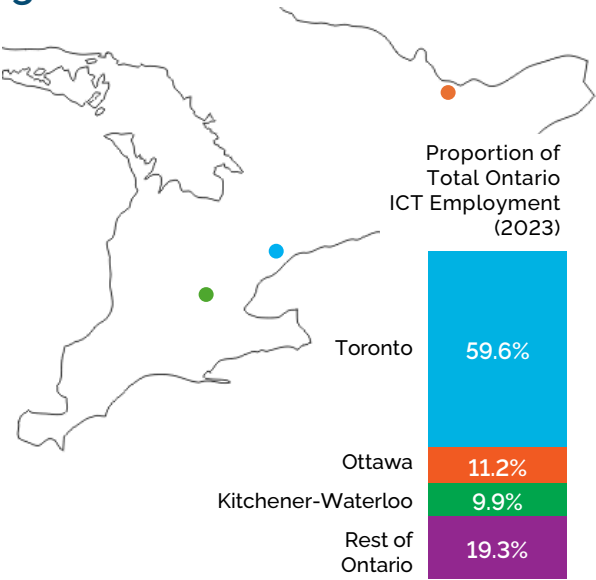 g
Proportion of
Total Ontario
ICT Employment
(2023)
Toronto
59.6%
Ottawa
11.2%
Kitchener-Waterloo
9.9%
Rest of
Ontario
19.3%